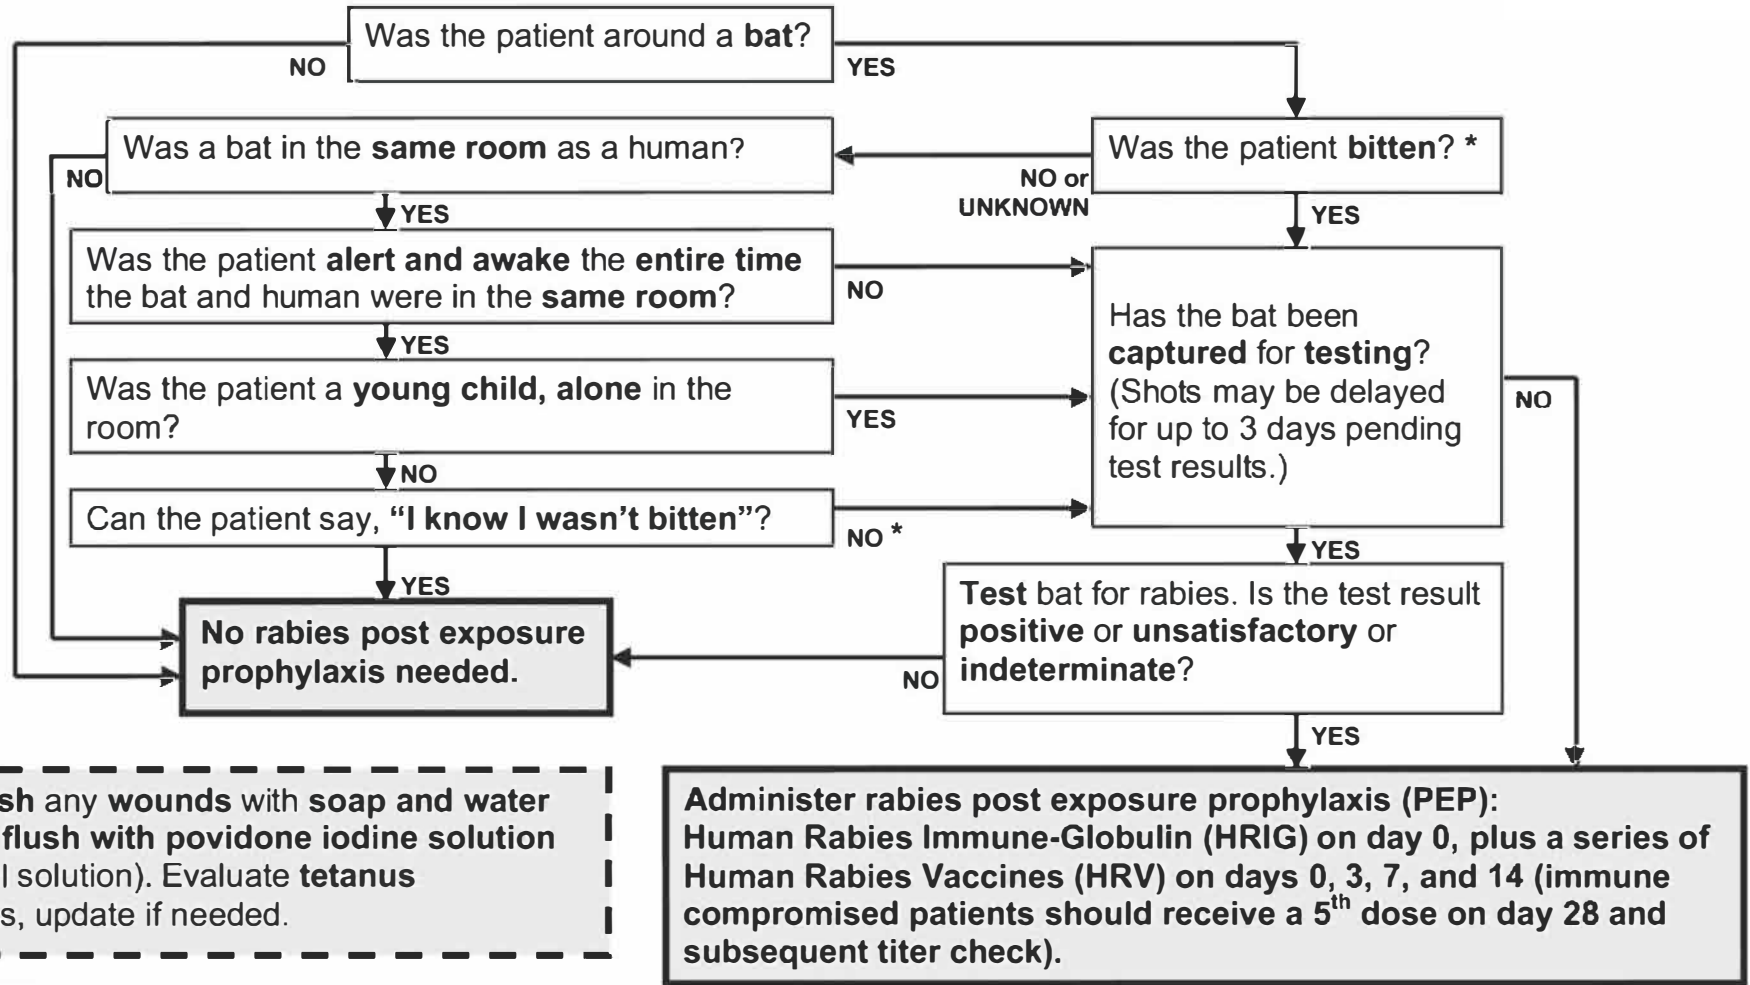 Was the patient around a bat?
NO
YES
Was a bat in the same room as a human?
NO
Was the patient bitten? *
NO or
UNKNOWN
YES
YES
Was the patient alert and awake the entire time
the bat and human were in the same room?
NO
YES
Has the bat been
captured for testing?
(Shots may be delayed
for up to 3 days pending
test results.)
NO
Was the patient a young child, alone in the
room?
YES
NO
Can the patient say, “I know I wasn’t bitten”?
NO *
YES
YES
Test bat for rabies. Is the test result
positive or unsatisfactory or
indeterminate?
NO
YES
No rabies post exposure
prophylaxis needed.
sh any wounds with soap and water
flush with povidone iodine solution
l solution). Evaluate tetanus
s, update if needed.
Administer rabies post exposure prophylaxis (PEP):
Human Rabies Immune-Globulin (HRIG) on day 0, plus a series of
Human Rabies Vaccines (HRV) on days 0, 3, 7, and 14 (immune
compromised patients should receive a 5th dose on day 28 and
subsequent titer check).